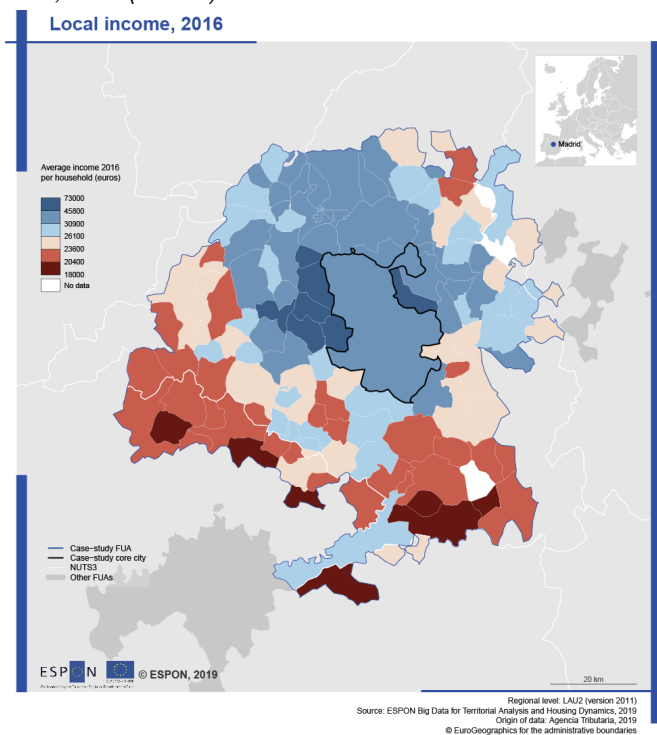 Local income, 2016
Madrid
Average income 2016
per household (euros)
73000
45800
30900
26100
23600
20400
18000
No data
Case-study FUA
Case-study core city
NUTS3
Other FUAs
ESPON
© ESPON, 2019
20 km
Regional level: LAU2 (version 2011)
Source: ESPON Big Data for Territorial Analysis and Housing Dynamics, 2019
Origin of data: Agencia Tributaria, 2019
© EuroGeographics for the administrative boundaries